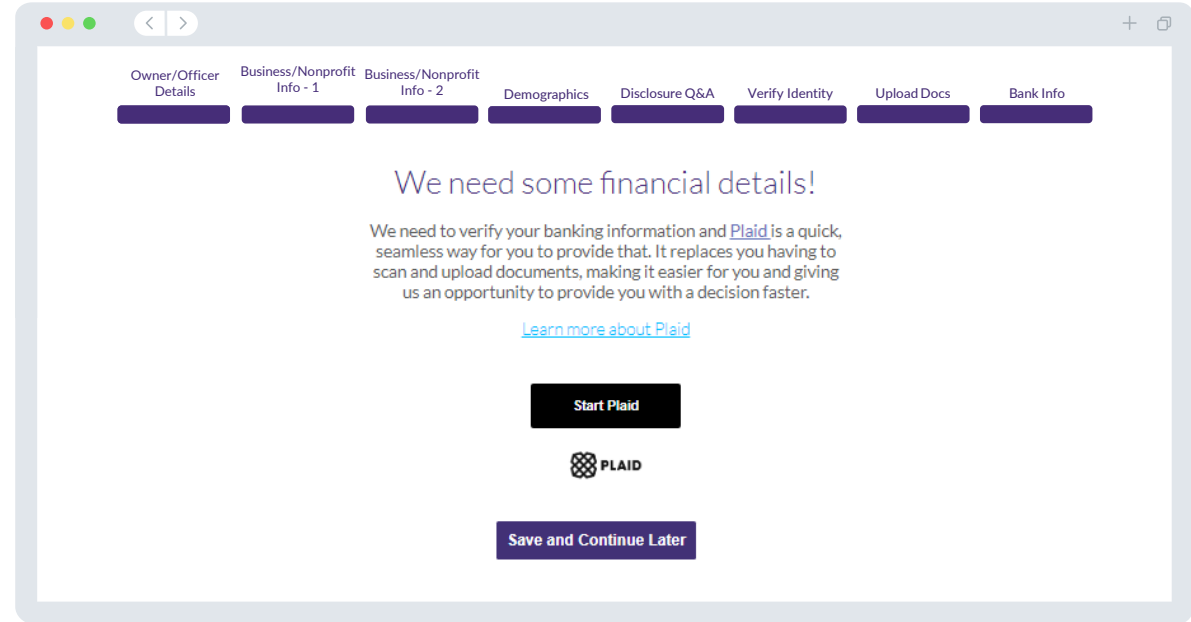 Owner/Officer
Details
Business/Nonprofit
Info - 1
Business/Nonprofit
Info - 2
Demographics
Disclosure Q&A
Verify Identity
Upload Docs
Bank Info
We need some financial details!
We need to verify your banking information and Plaid is a quick,
seamless way for you to provide that. It replaces you having to
scan and upload documents, making it easier for you and giving
us an opportunity to provide you with a decision faster.
Learn more about Plaid
Start Plaid
PLAID
Save and Continue Later